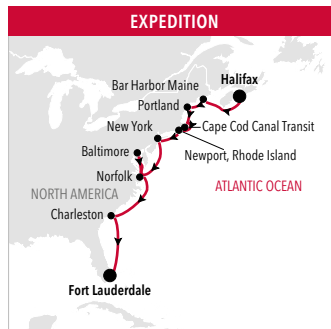 EXPEDITION
Bar Harbor Maine
Halifax
Portland
New York
Cape Cod Canal Transit
Baltimore
Newport, Rhode Island
Norfolk
NORTH AMERICA
ATLANTIC OCEAN
Charleston
Fort Lauderdale